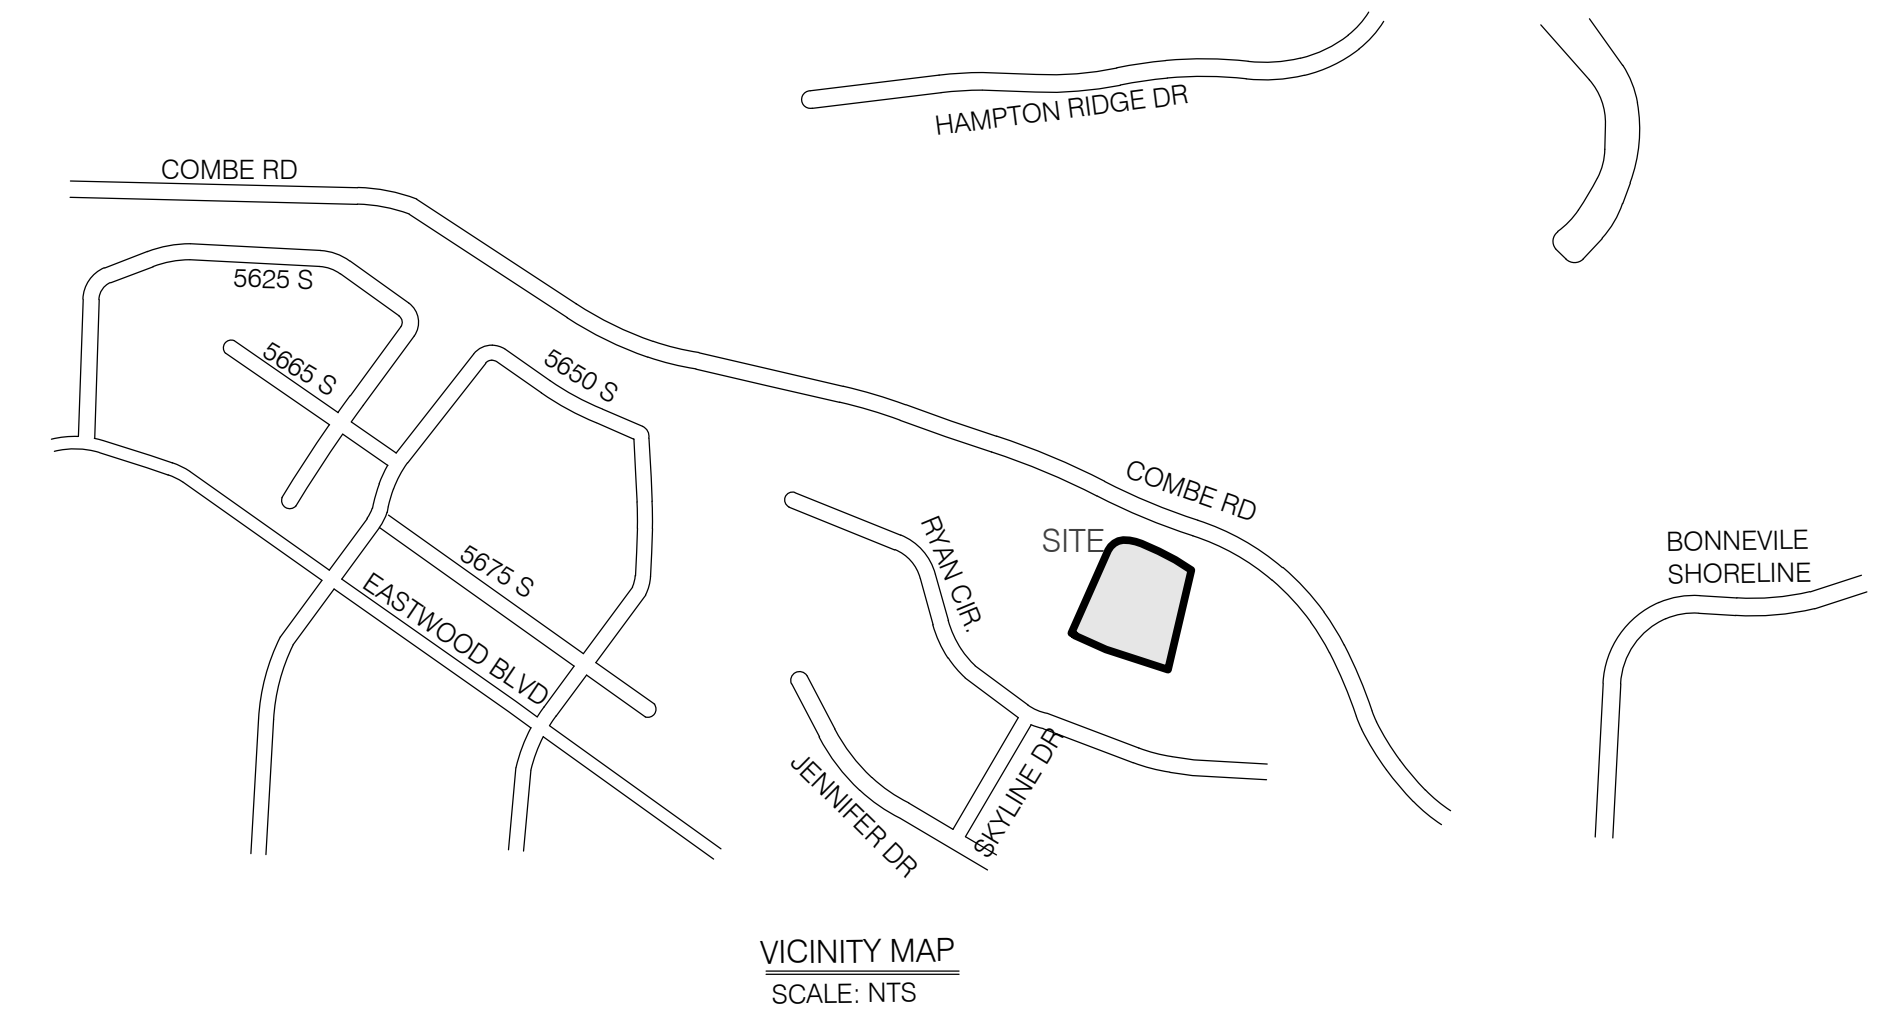 HAMPTON RIDGE DR
COMBE RD
5625 S
5665 S
5650 S
COMBE RD
SITE
RYAN CIR.
BONNEVILE
SHORELINE
5675 S
EASTWOOD BLVD
SKYLINE DR
JENNIFER DR
VICINITY MAP
SCALE: NTS